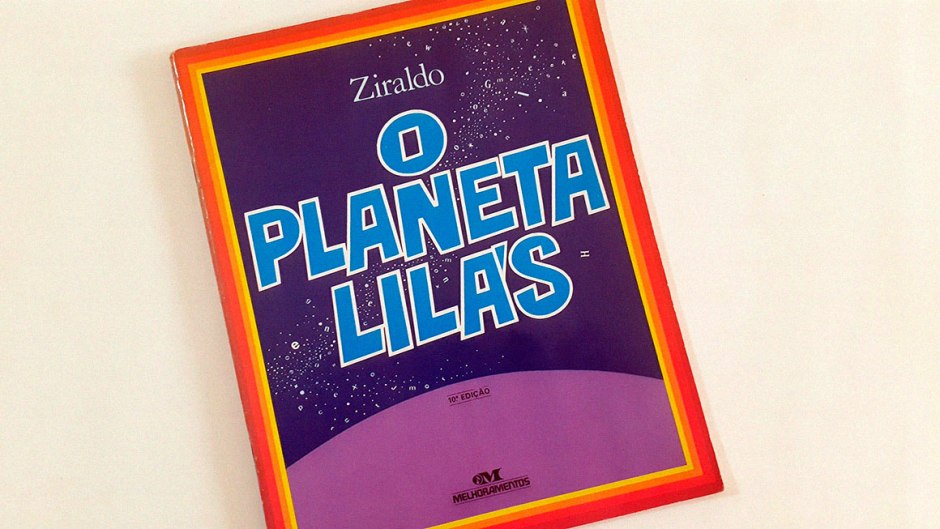 Ziraldo
O
PLANETA
LILÁS
10ª EDIÇÃO
MELHORAMENTOS